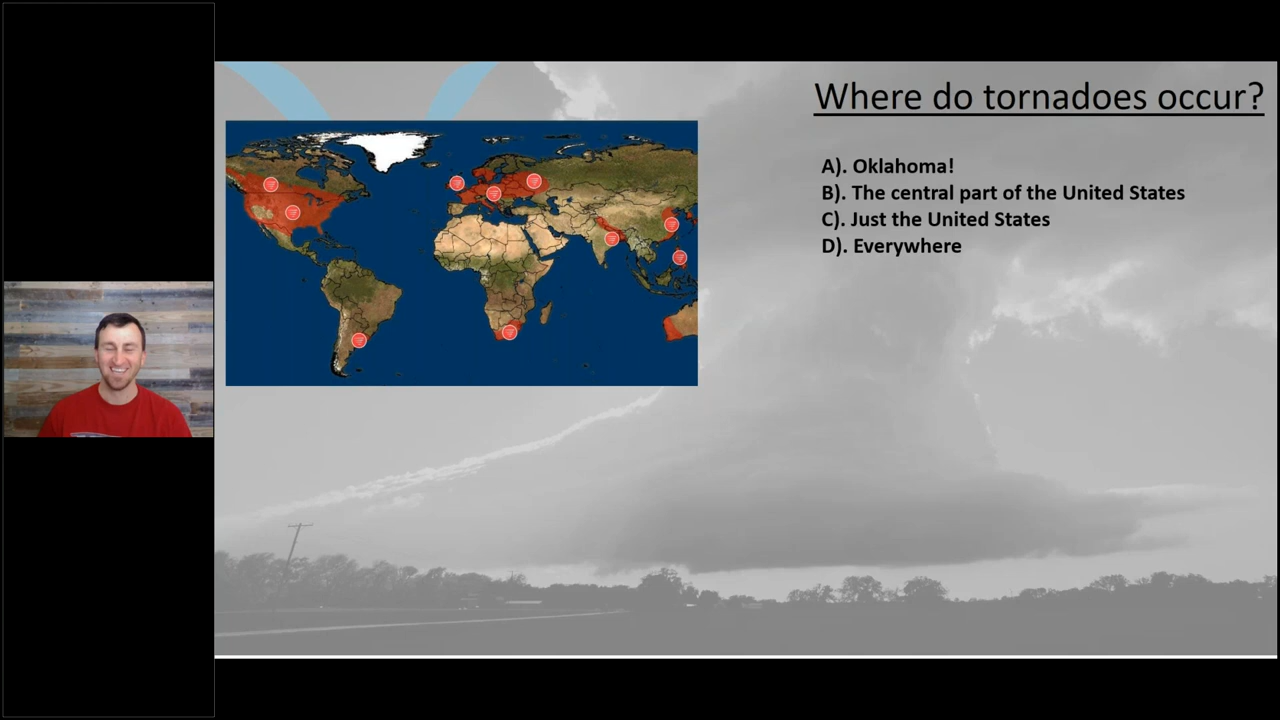 Where do tornadoes occur?
A). Oklahoma!
B). The central part of the United States
C). Just the United States
D). Everywhere